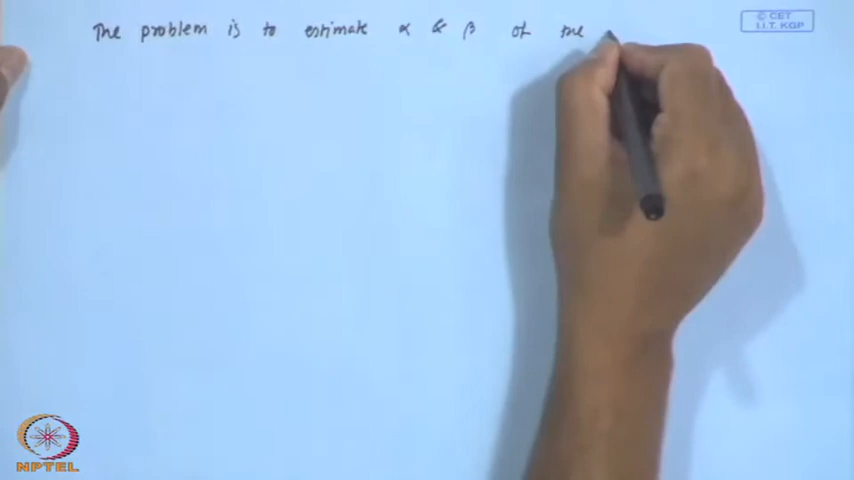 The problem is to estimate α & β of the
© CET
I.I.T. KGP
NPTEL